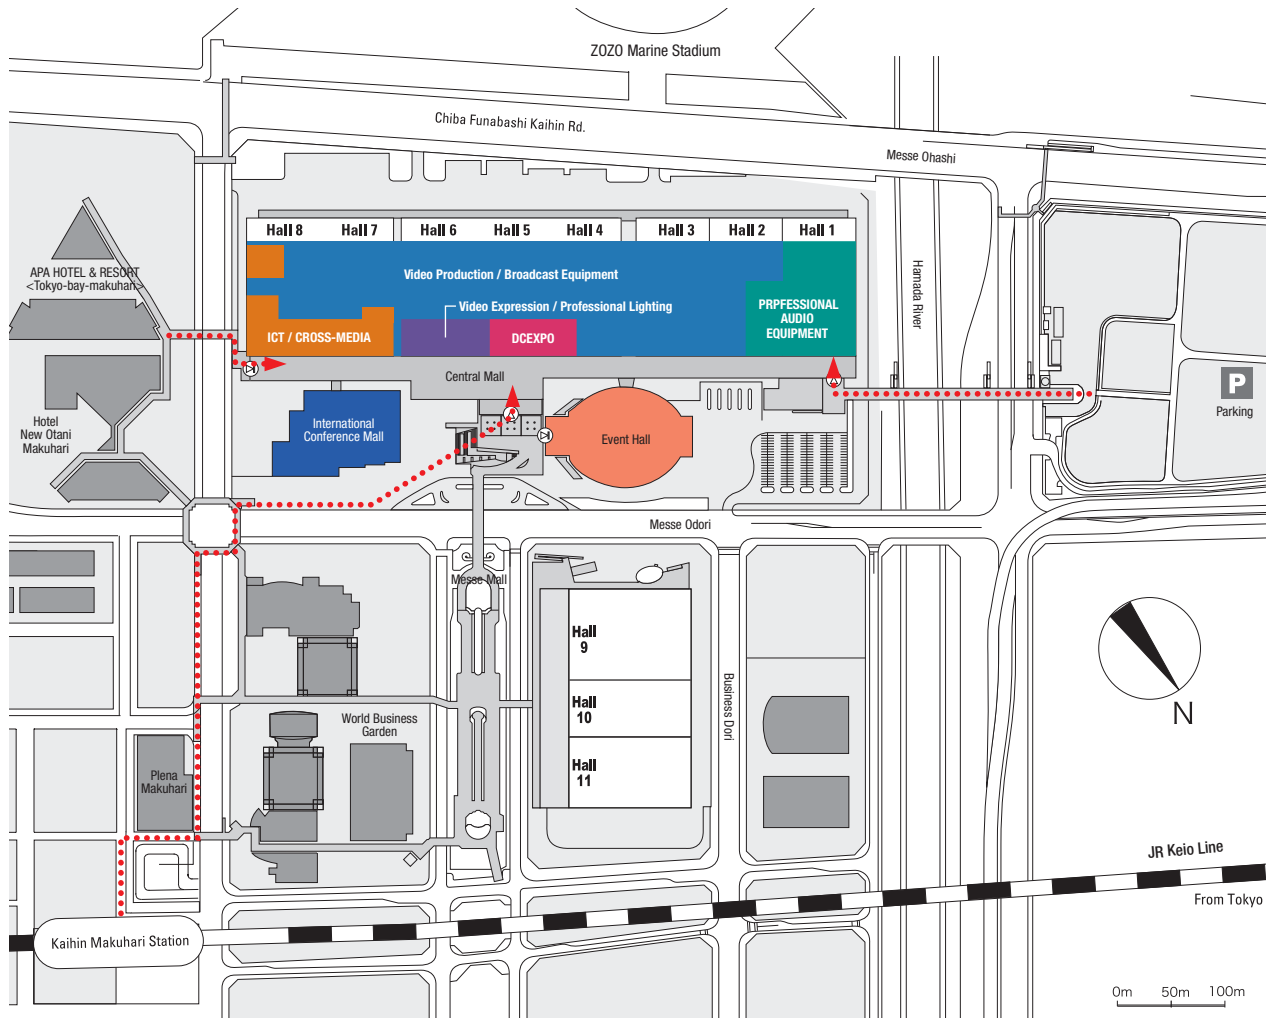 ZOZO Marine Stadium
Chiba Funabashi Kaihin Rd.
Messe Ohashi
Hall 8
Hall 7
Hall 6
Hall 5
Hall 4
Hall 3
Hall 2
Hall 1
APA HOTEL & RESORT
<Tokyo-bay-makuhari>
Video Production / Broadcast Equipment
Video Expression / Professional Lighting
PRPFESSIONAL
AUDIO
EQUIPMENT
ICT / CROSS-MEDIA
DCEXPO
Hamada River
Central Mall
P
Parking
Hotel
New Otani
Makuhari
International
Conference Mall
Event Hall
Messe Odori
Messe Mall
Hall
9
Hall
10
Hall
11
Business Dori
N
World Business
Garden
Plena
Makuhari
JR Keio Line
From Tokyo
Kaihin Makuhari Station
0m 50m 100m